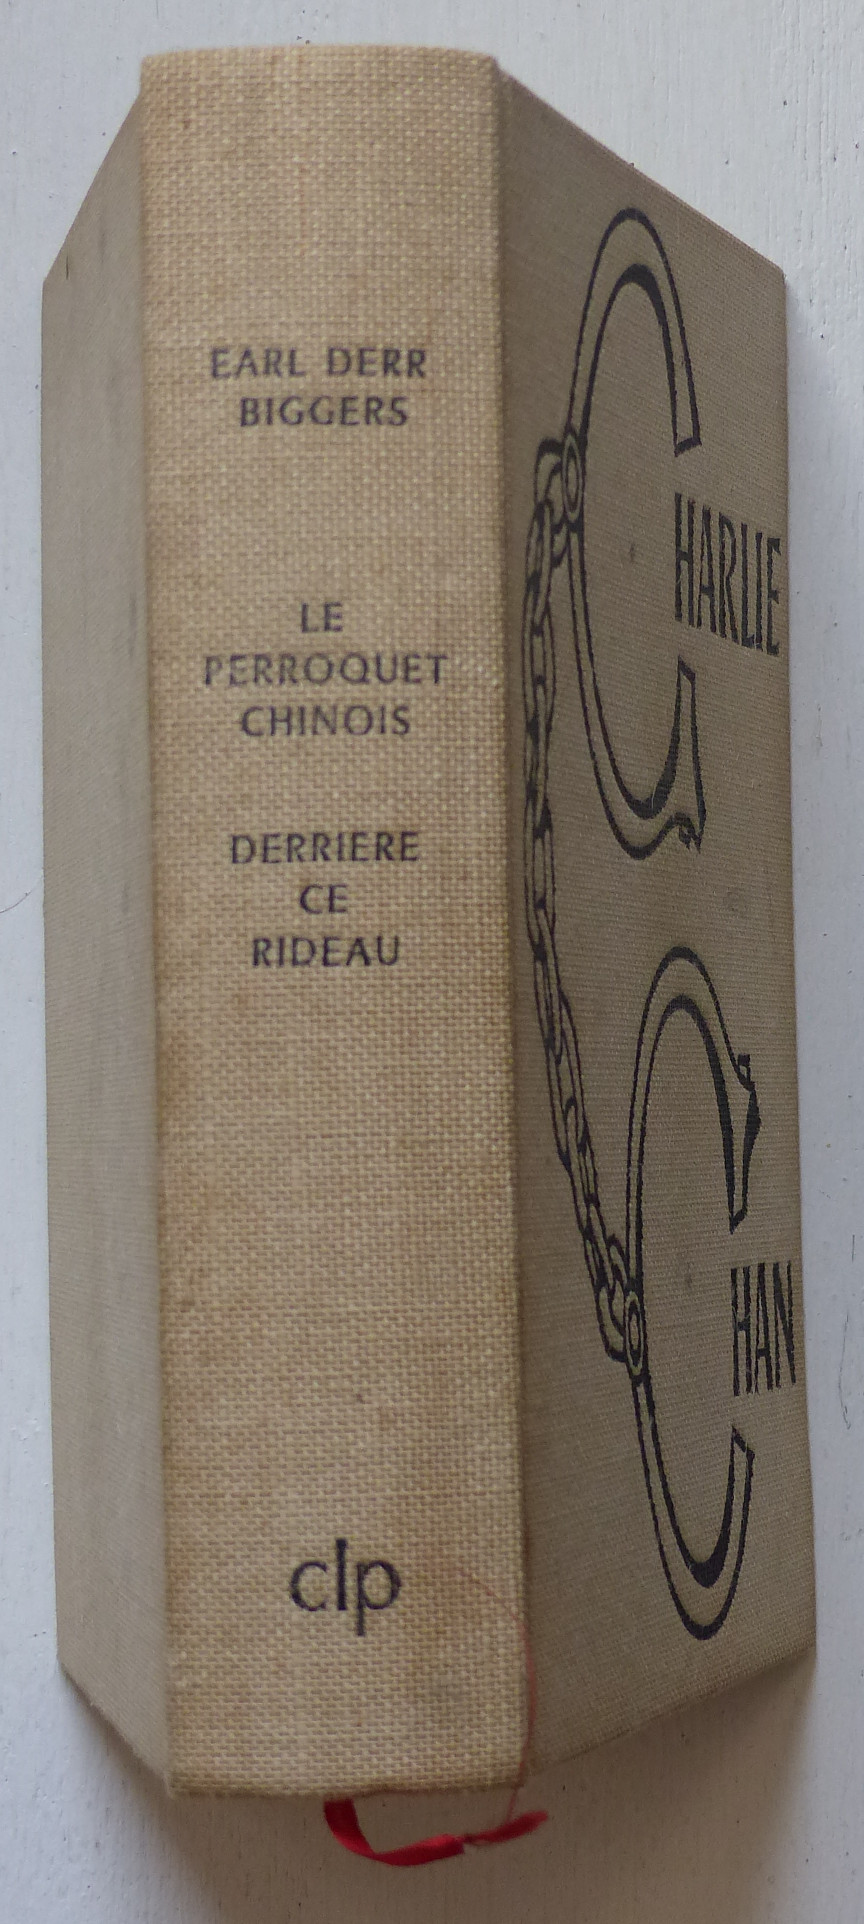 EARL DERR
BIGGERS
LE
PERROQUET
CHINOIS
DERRIERE
CE
RIDEAU
clp
CHARLIE
CHAN